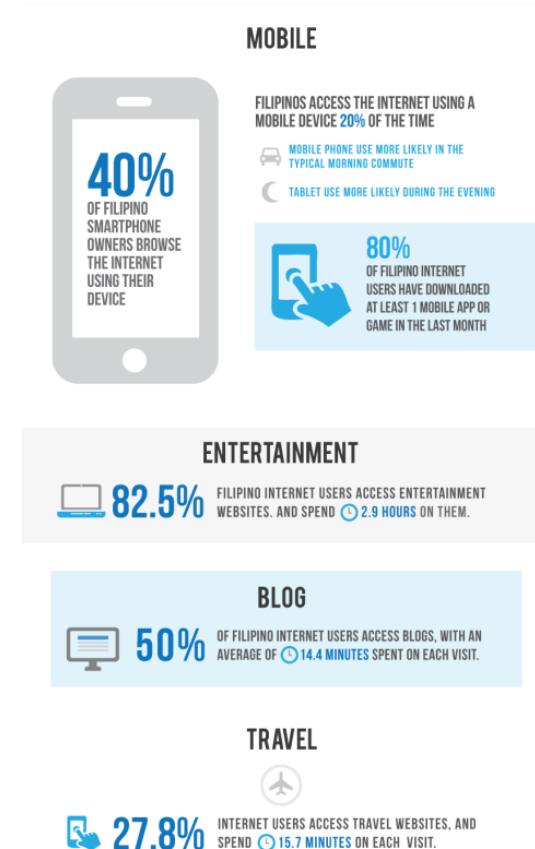 MOBILE
40%
OF FILIPINO
SMARTPHONE
OWNERS BROWSE
THE INTERNET
USING THEIR
DEVICE
FILIPINOS ACCESS THE INTERNET USING A
MOBILE DEVICE 20% OF THE TIME
MOBILE PHONE USE MORE LIKELY IN THE
TYPICAL MORNING COMMUTE
TABLET USE MORE LIKELY DURING THE EVENING
80%
OF FILIPINO INTERNET
USERS HAVE DOWNLOADED
AT LEAST 1 MOBILE APP OR
GAME IN THE LAST MONTH
ENTERTAINMENT
82.5%
FILIPINO INTERNET USERS ACCESS ENTERTAINMENT
WEBSITES. AND SPEND 2.9 HOURS ON THEM.
BLOG
50%
OF FILIPINO INTERNET USERS ACCESS BLOGS, WITH AN
AVERAGE OF 14.4 MINUTES SPENT ON EACH VISIT.
TRAVEL
27.8%
INTERNET USERS ACCESS TRAVEL WEBSITES, AND
SPEND 15.7 MINUTES ON EACH VISIT.